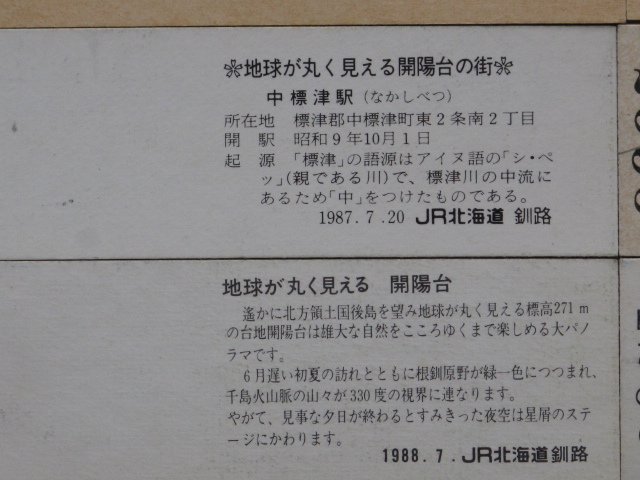 ❀地球が丸く見える開陽台の街❀
中標津駅（なかしべつ）
所在地 標津郡中標津町東２条南２丁目
開 駅 昭和９年10月１日
起 源 「標津」の語源はアイヌ語の「シ・ペ
ッ」（親である川）で、標津川の中流に
あるため「中」をつけたものである。
1987.7.20 JR北海道 釧路
地球が丸く見える 開陽台
遙かに北方領土国後島を望み地球が丸く見える標高271m
の台地開陽台は雄大な自然をこころゆくまで楽しめる大パノ
ラマです。
６月遅い初夏の訪れとともに根釧原野が緑一色につつまれ、
千島火山脈の山々が330度の視界に連なります。
やがて、見事な夕日が終わるとすみきった夜空は星屑のステ
ージにかわります。
1988.7. JR北海道釧路